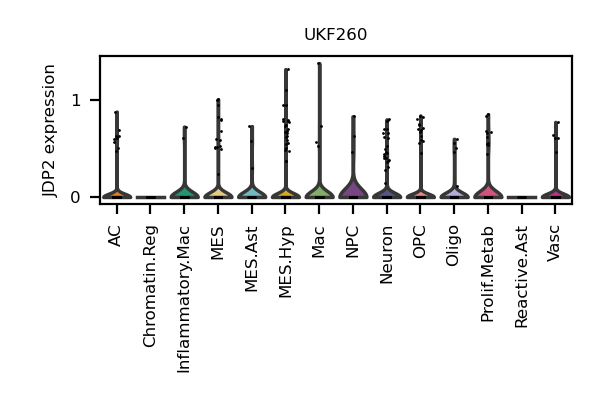 UKF260
JDP2 expression
1
0
AC
Chromatin.Reg
Inflammatory.Mac
MES
MES.Ast
MES.Hyp
Mac
NPC
Neuron
OPC
Oligo
Prolif.Metab
Reactive.Ast
Vasc